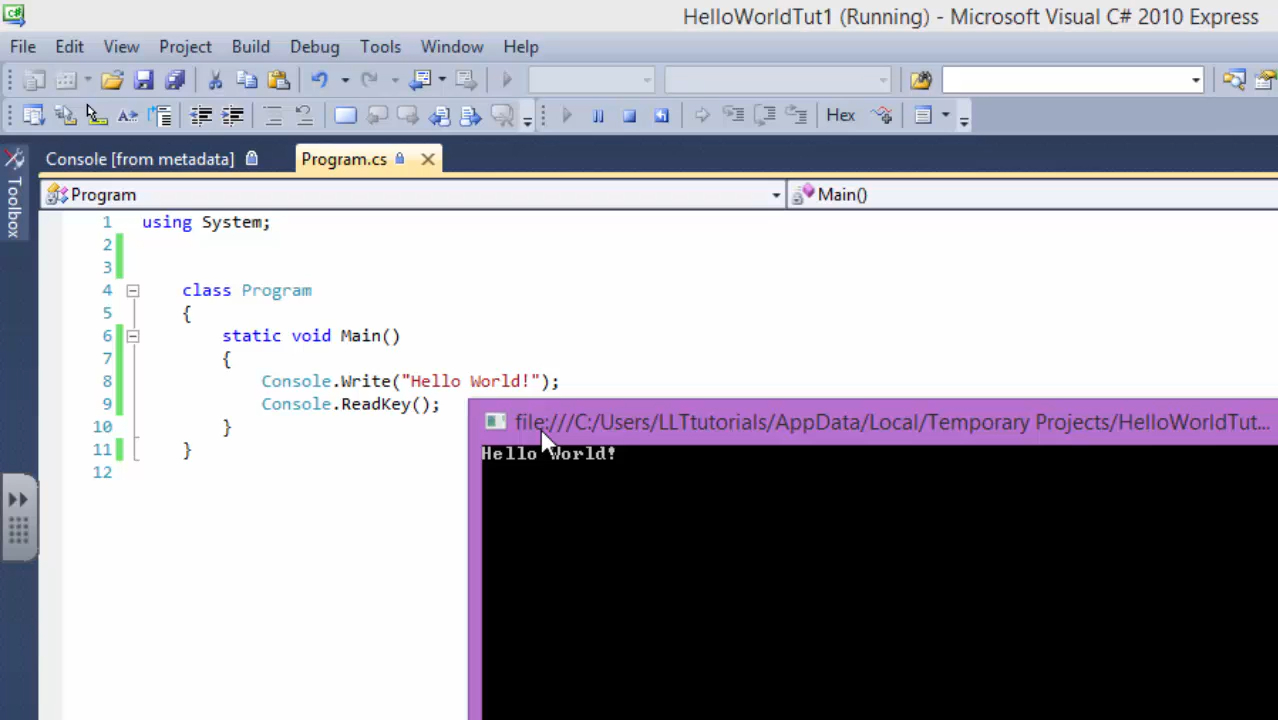 HelloWorldTut1 (Running) - Microsoft Visual C# 2010 Express
File Edit View Project Build Debug Tools Window Help
Hex
Toolbox
Console [from metadata] Program.cs
Program Main()
1 using System;
2
3
4 class Program
5 {
6 static void Main()
7 {
8 Console.Write("Hello World!");
9 Console.ReadKey();
10 }
11 }
12
file:///C:/Users/LLTtutorials/AppData/Local/Temporary Projects/HelloWorldTut...
Hello World!